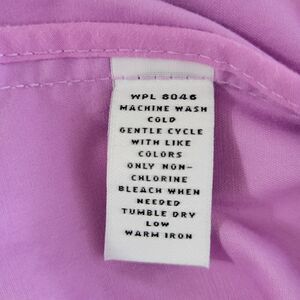 WPL 8046
MACHINE WASH
COLD
GENTLE CYCLE
WITH LIKE
COLORS
ONLY NON-
CHLORINE
BLEACH WHEN
NEEDED
TUMBLE DRY
LOW
WARM IRON